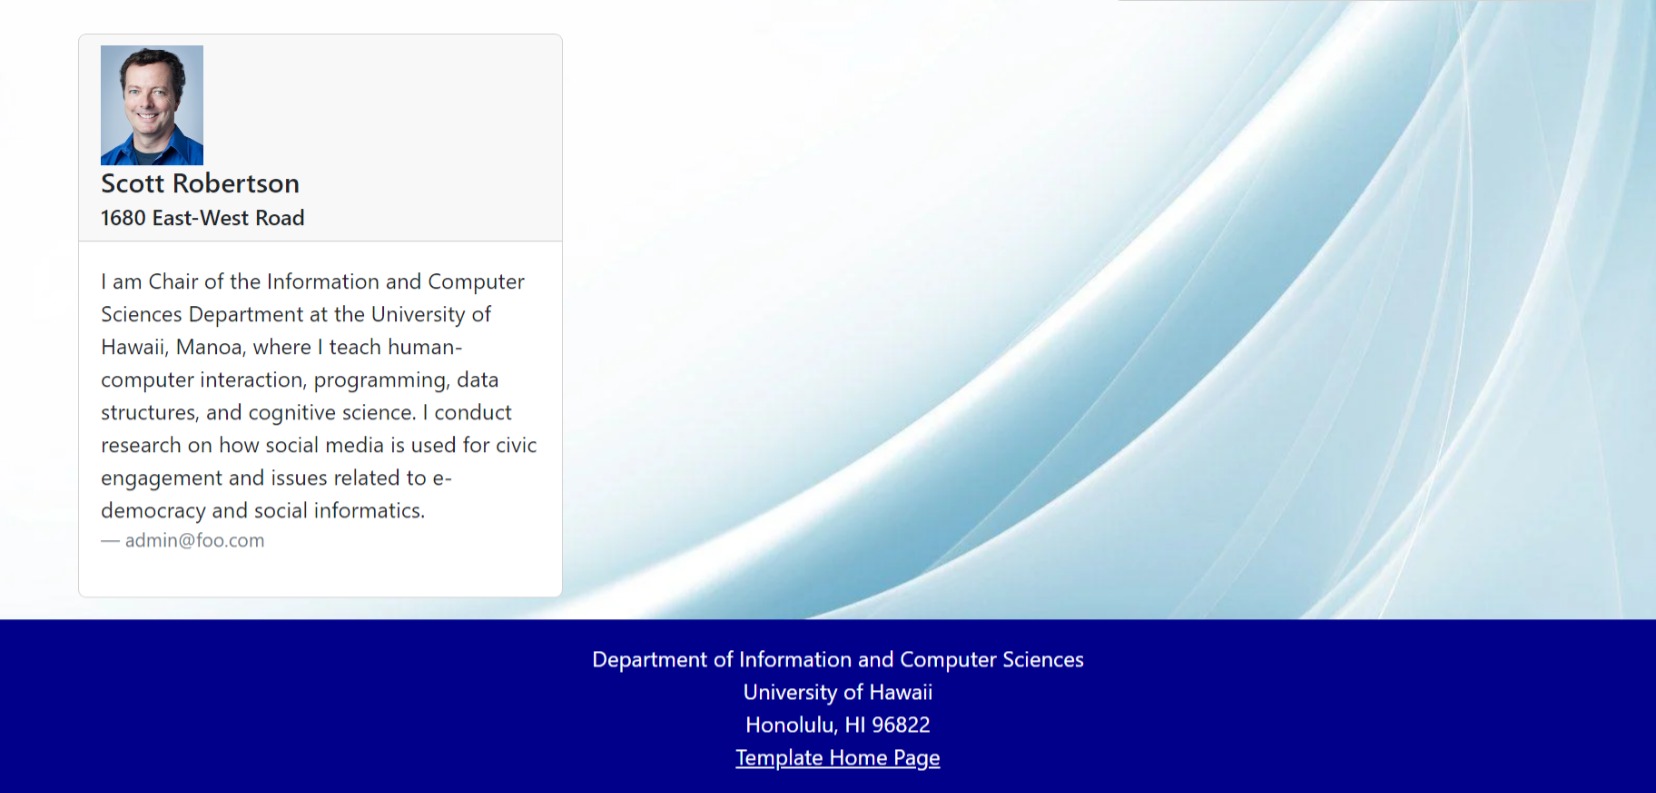 Scott Robertson
1680 East-West Road
I am Chair of the Information and Computer
Sciences Department at the University of
Hawaii, Manoa, where I teach human-
computer interaction, programming, data
structures, and cognitive science. I conduct
research on how social media is used for civic
engagement and issues related to e-
democracy and social informatics.
— admin@foo.com
Department of Information and Computer Sciences
University of Hawaii
Honolulu, HI 96822
Template Home Page